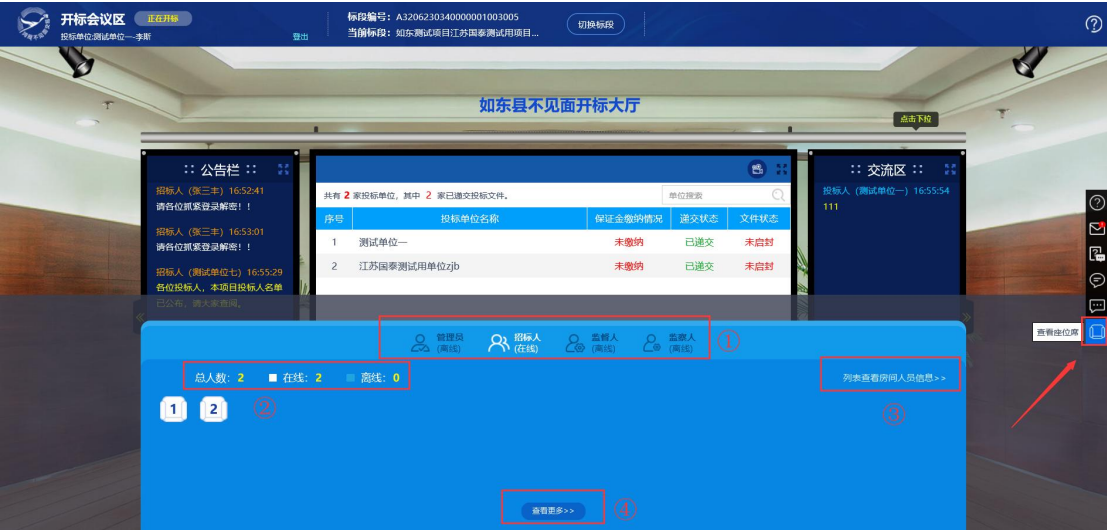 开标会议区 正在开标
投标单位:测试单位一--李斯
登出
标段编号：A3206230340000001003005
当前标段：如东测试项目江苏国泰测试用项目...
切换标段
如东县不见面开标大厅
点击下拉
:: 公告栏 ::
招标人（张三丰）16:52:41
请各位抓紧登录解密！！
招标人（张三丰）16:53:01
请各位抓紧登录解密！！
招标人（测试单位七）16:55:29
各位投标人，本项目投标人名单
已公布，请大家查阅。
共有 2 家投标单位，其中 2 家已递交投标文件。
单位搜索
序号 投标单位名称 保证金缴纳情况 递交状态 文件状态
1 测试单位一 未缴纳 已递交 未启封
2 江苏国泰测试用单位zjb 未缴纳 已递交 未启封
:: 交流区 ::
投标人（测试单位一）16:55:54
111
查看座位席
管理员
(离线)
招标人
(在线)
监督人
(离线)
监察人
(离线)
①
总人数：2 在线：2 离线：0
列表查看房间人员信息>>
1 2
②
③
查看更多>>
④